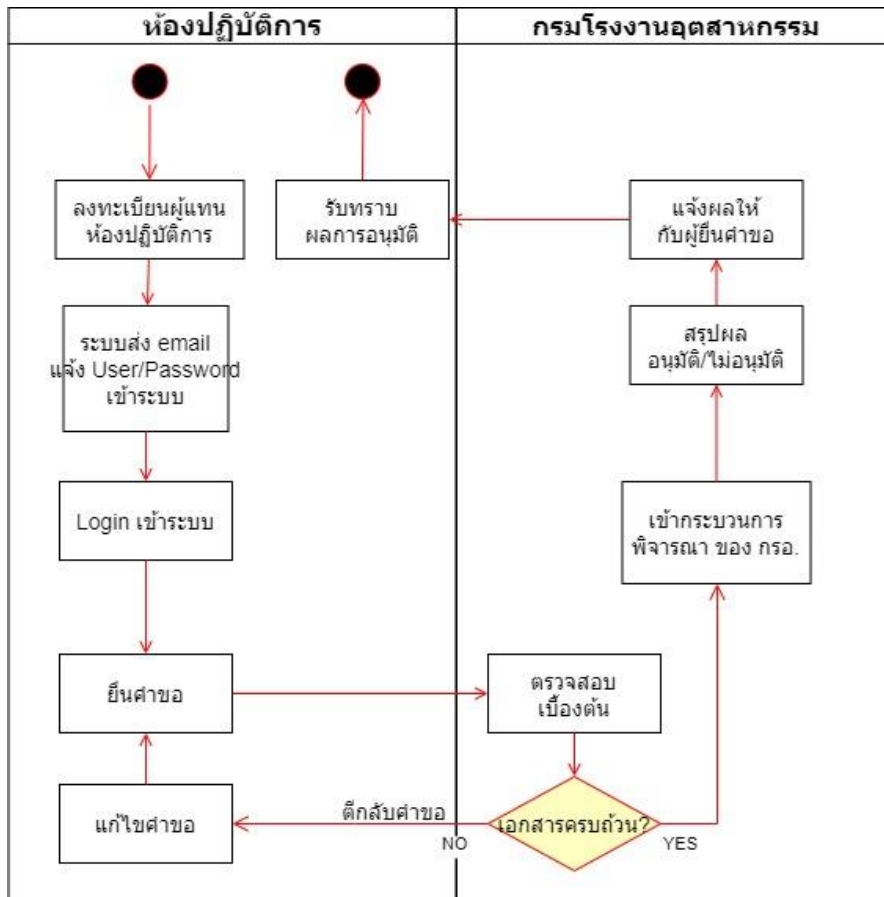 ห้องปฏิบัติการ
กรมโรงงานอุตสาหกรรม
ลงทะเบียนผู้แทน
ห้องปฏิบัติการ
รับทราบ
ผลการอนุมัติ
แจ้งผลให้
กับผู้ยื่นคำขอ
ระบบส่ง email
แจ้ง User/Password
เข้าระบบ
สรุปผล
อนุมัติ/ไม่อนุมัติ
Login เข้าระบบ
เข้ากระบวนการ
พิจารณา ของ กรอ.
ยื่นคำขอ
ตรวจสอบ
เบื้องต้น
แก้ไขคำขอ
ตีกลับคำขอ
NO
เอกสารครบถ้วน?
YES